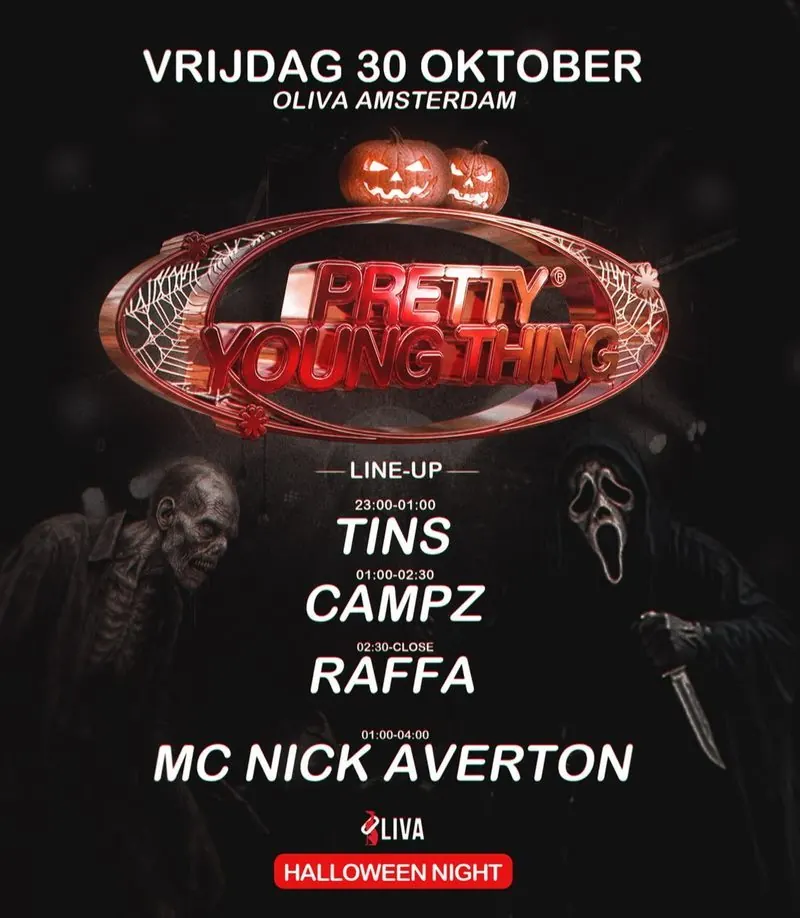 VRIJDAG 30 OKTOBER
OLIVA AMSTERDAM
PRETTY®
YOUNG THING
LINE-UP
23:00-01:00
TINS
01:00-02:30
CAMPZ
02:30-CLOSE
RAFFA
01:00-04:00
MC NICK AVERTON
OLIVA
HALLOWEEN NIGHT